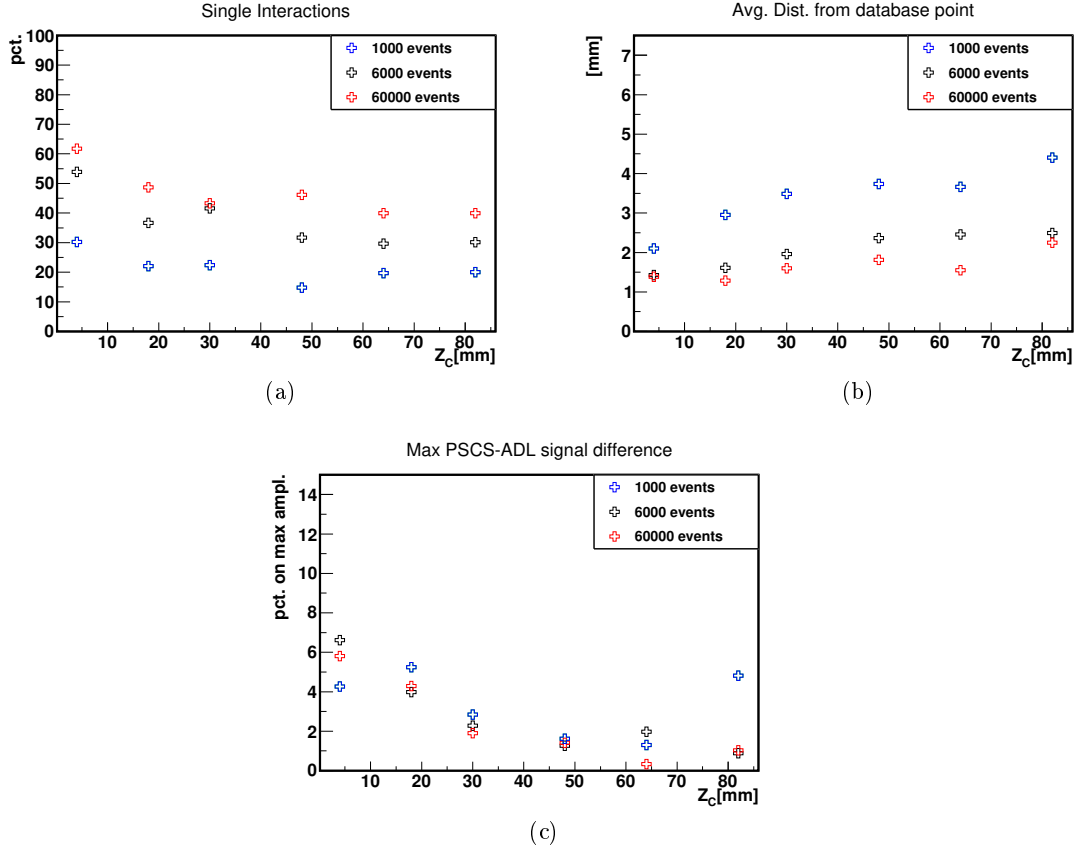 Single Interactions
pct.
100
90
80
70
60
50
40
30
20
10
0
1000 events
6000 events
60000 events
10 20 30 40 50 60 70 80
Z_C[mm]
(a)
Avg. Dist. from database point
[mm]
7
6
5
4
3
2
1
0
1000 events
6000 events
60000 events
10 20 30 40 50 60 70 80
Z_C[mm]
(b)
Max PSCS-ADL signal difference
pct. on max ampl.
14
12
10
8
6
4
2
0
1000 events
6000 events
60000 events
10 20 30 40 50 60 70 80
Z_C[mm]
(c)